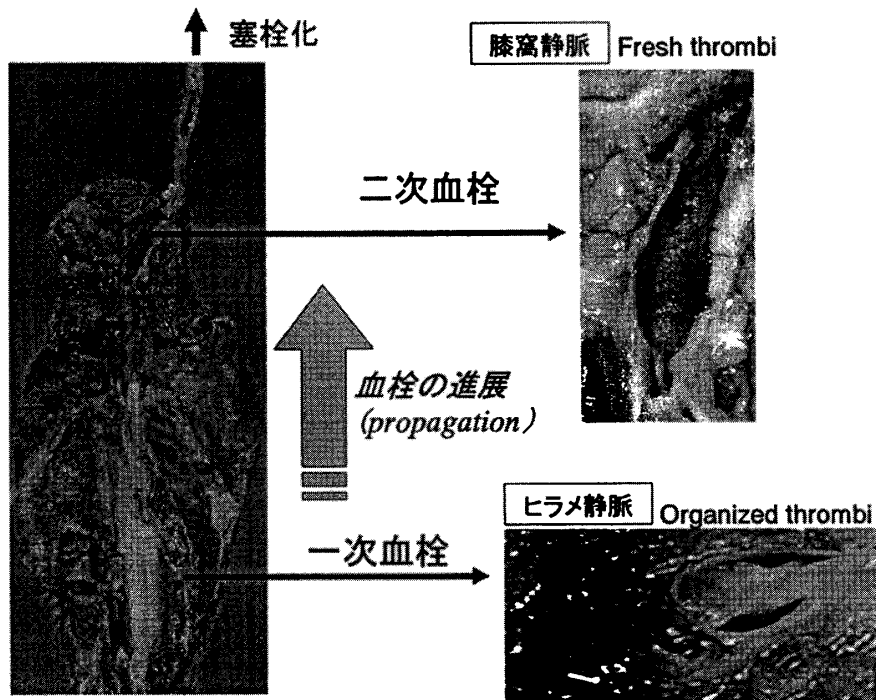 塞栓化
膝窩静脈 Fresh thrombi
二次血栓
血栓の進展
(propagation)
ヒラメ静脈 Organized thrombi
一次血栓